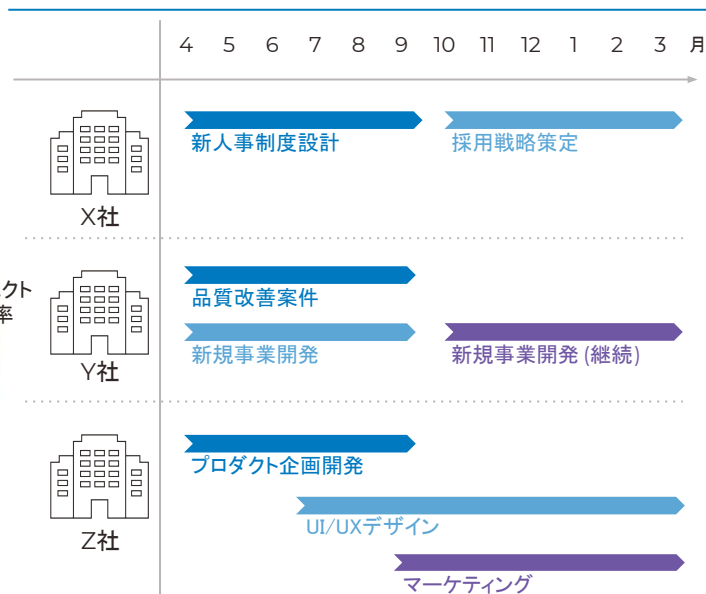 4 5 6 7 8 9 10 11 12 1 2 3 月
新人事制度設計 採用戦略策定
X社
クト
率
品質改善案件
新規事業開発 新規事業開発 (継続)
Y社
プロダクト企画開発
UI/UXデザイン
Z社
マーケティング